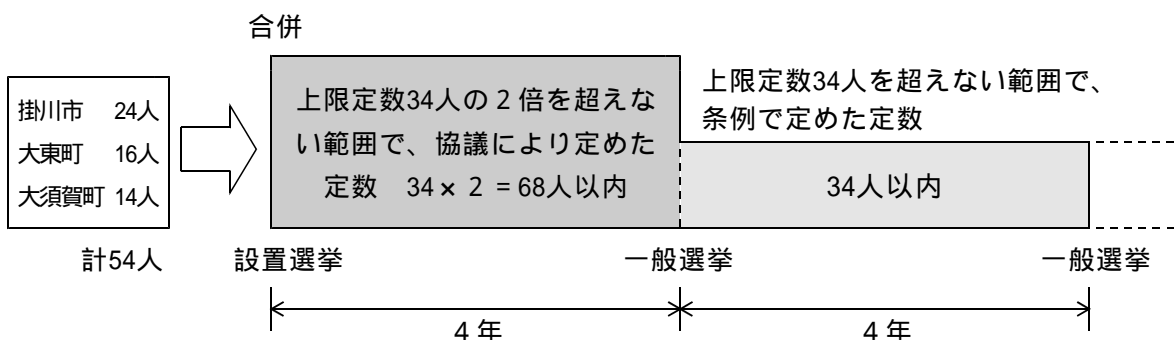 合併
掛川市 24人
大東町 16人
大須賀町 14人
計54人
上限定数34人の２倍を超えな
い範囲で、協議により定めた
定数 34×２＝68人以内
上限定数34人を超えない範囲で、
条例で定めた定数
34人以内
設置選挙
一般選挙
一般選挙
４年
４年